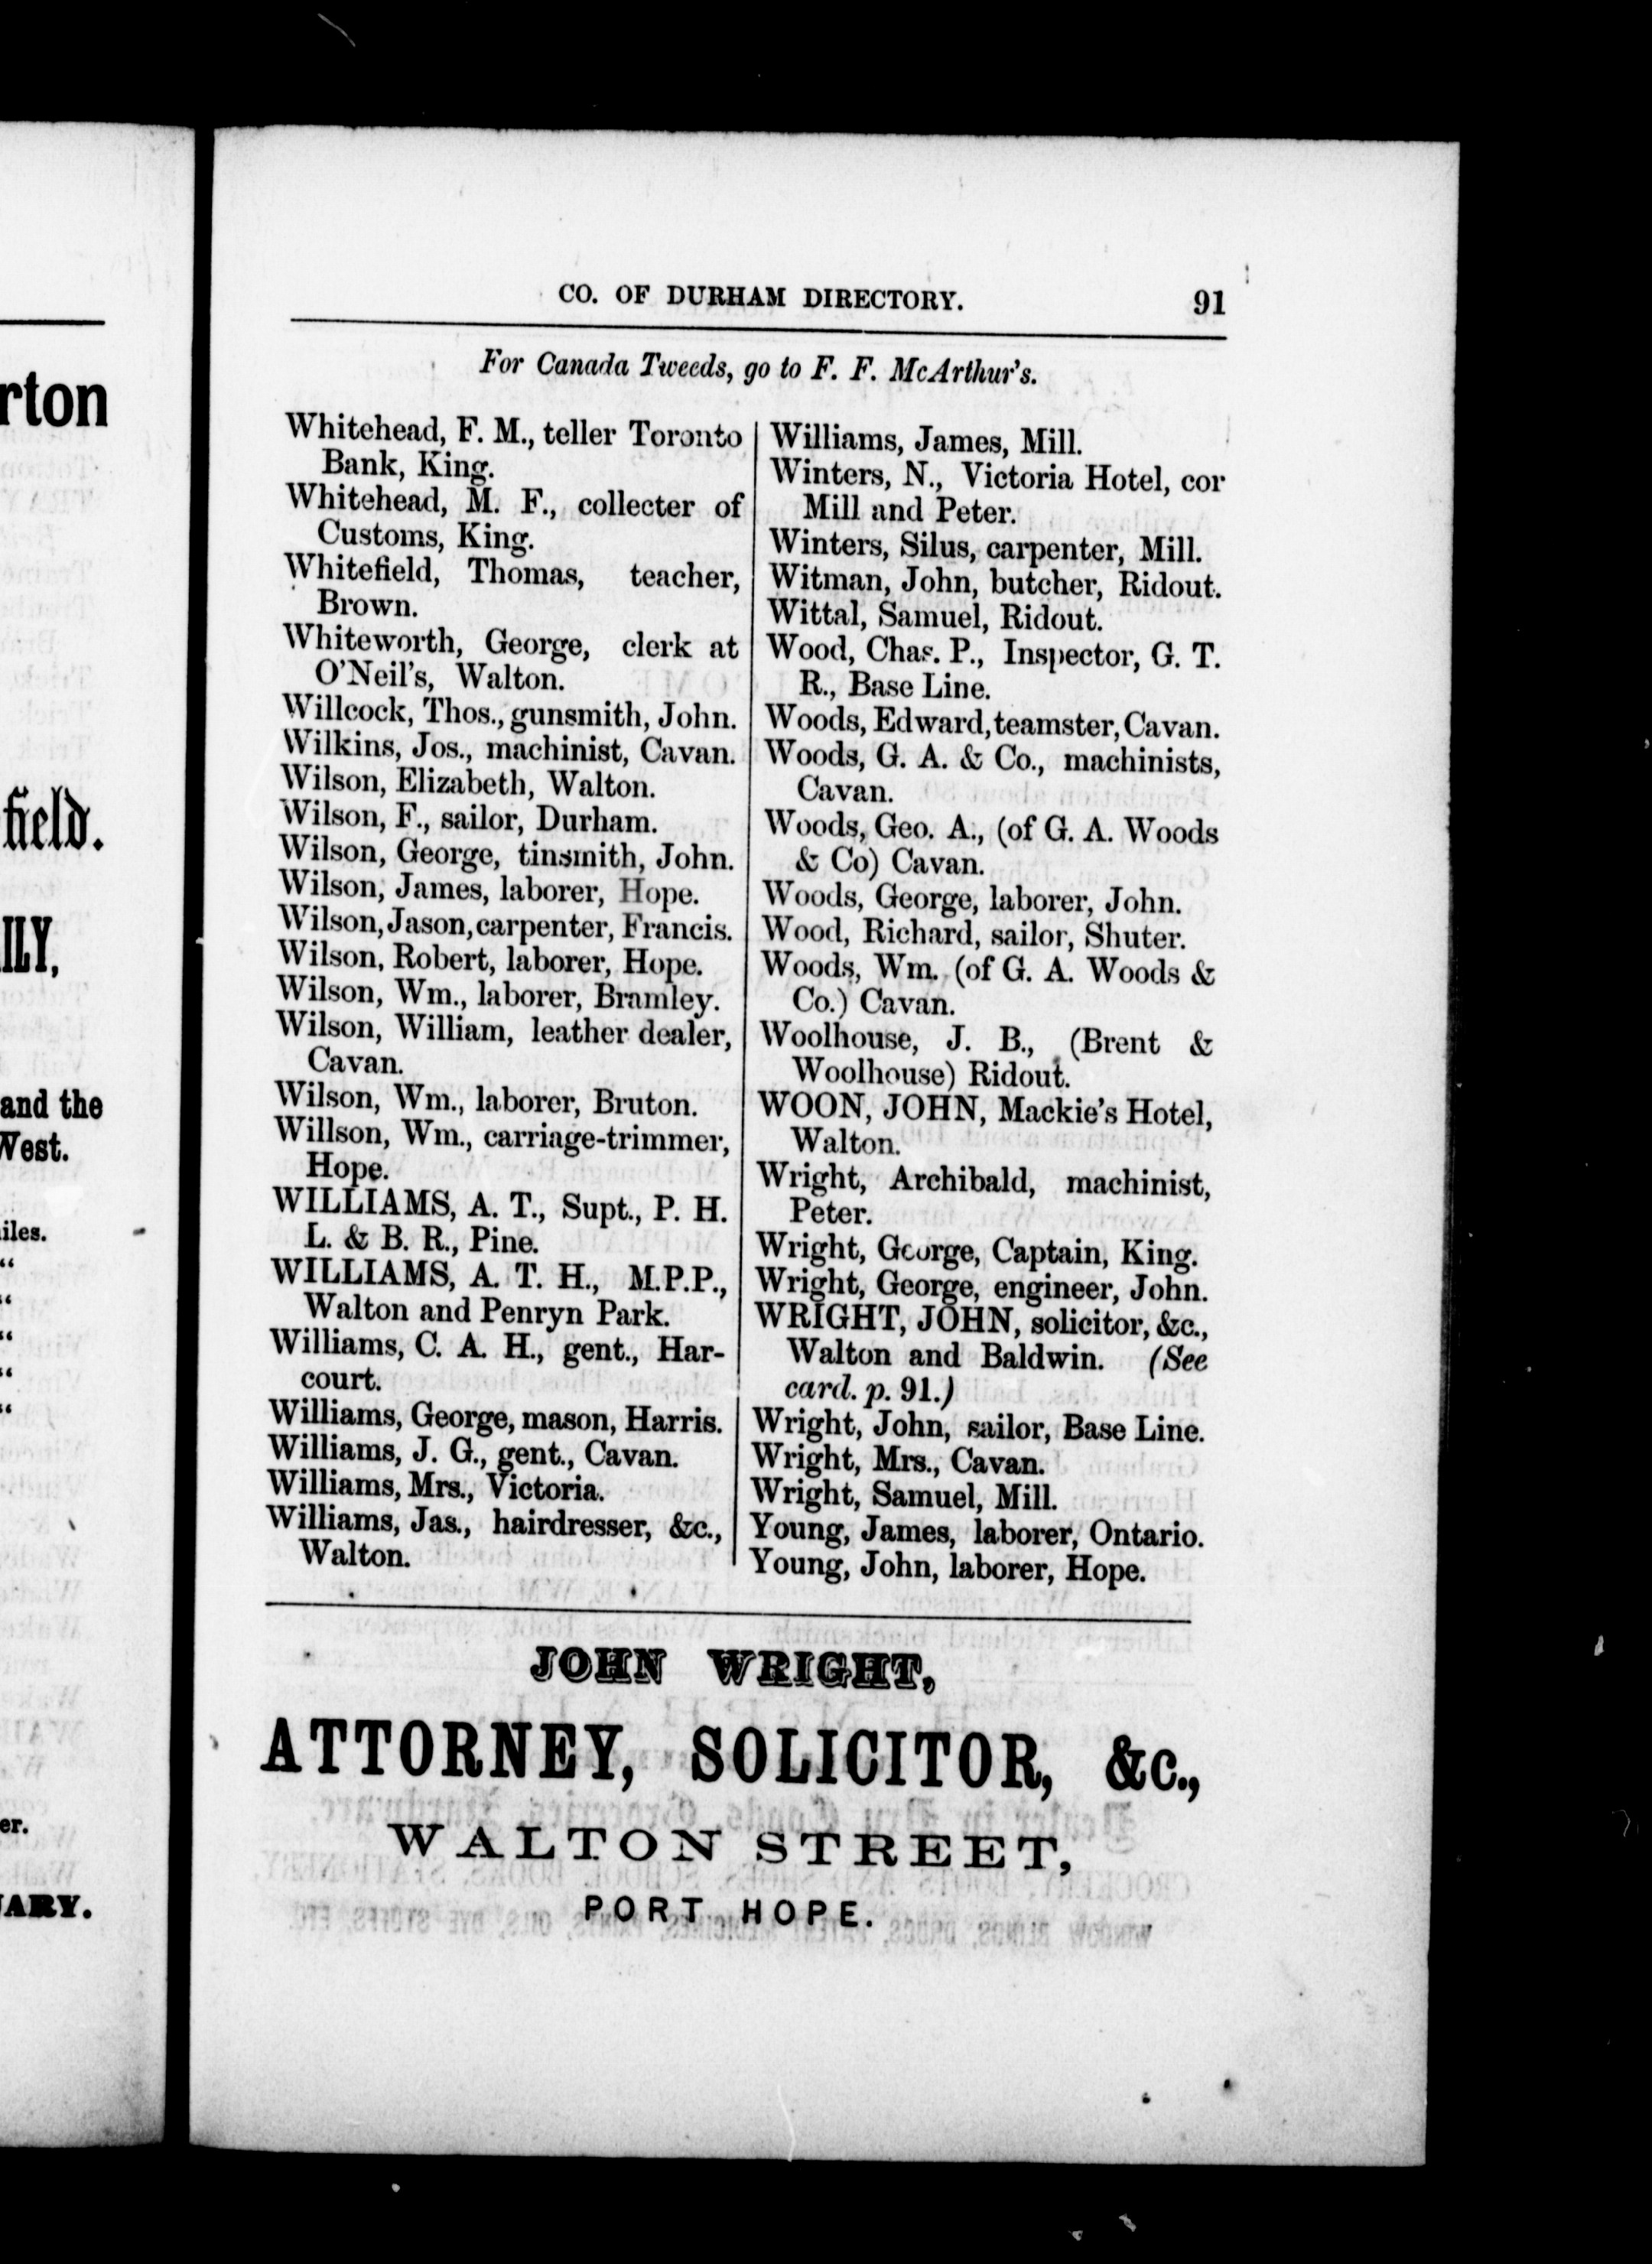 CO. OF DURHAM DIRECTORY. 91
For Canada Tweeds, go to F. F. McArthur's.
Whitehead, F. M., teller Toronto
Bank, King.
Whitehead, M. F., collecter of
Customs, King.
Whitefield, Thomas, teacher,
Brown.
Whiteworth, George, clerk at
O'Neil's, Walton.
Willcock, Thos., gunsmith, John.
Wilkins, Jos., machinist, Cavan.
Wilson, Elizabeth, Walton.
Wilson, F., sailor, Durham.
Wilson, George, tinsmith, John.
Wilson, James, laborer, Hope.
Wilson, Jason, carpenter, Francis.
Wilson, Robert, laborer, Hope.
Wilson, Wm., laborer, Bramley.
Wilson, William, leather dealer,
Cavan.
Wilson, Wm., laborer, Bruton.
Willson, Wm., carriage-trimmer,
Hope.
WILLIAMS, A. T., Supt., P. H.
L. & B. R., Pine.
WILLIAMS, A. T. H., M.P.P.,
Walton and Penryn Park.
Williams, C. A. H., gent., Har-
court.
Williams, George, mason, Harris.
Williams, J. G., gent., Cavan.
Williams, Mrs., Victoria.
Williams, Jas., hairdresser, &c.,
Walton.
Williams, James, Mill.
Winters, N., Victoria Hotel, cor
Mill and Peter.
Winters, Silus, carpenter, Mill.
Witman, John, butcher, Ridout.
Wittal, Samuel, Ridout.
Wood, Chas. P., Inspector, G. T.
R., Base Line.
Woods, Edward, teamster, Cavan.
Woods, G. A. & Co., machinists,
Cavan.
Woods, Geo. A., (of G. A. Woods
& Co) Cavan.
Woods, George, laborer, John.
Wood, Richard, sailor, Shuter.
Woods, Wm. (of G. A. Woods &
Co.) Cavan.
Woolhouse, J. B., (Brent &
Woolhouse) Ridout.
WOON, JOHN, Mackie's Hotel,
Walton.
Wright, Archibald, machinist,
Peter.
Wright, George, Captain, King.
Wright, George, engineer, John.
WRIGHT, JOHN, solicitor, &c.,
Walton and Baldwin. (See
card. p. 91.)
Wright, John, sailor, Base Line.
Wright, Mrs., Cavan.
Wright, Samuel, Mill.
Young, James, laborer, Ontario.
Young, John, laborer, Hope.
JOHN WRIGHT,
ATTORNEY, SOLICITOR, &c.,
WALTON STREET,
PORT HOPE.
and the
West.